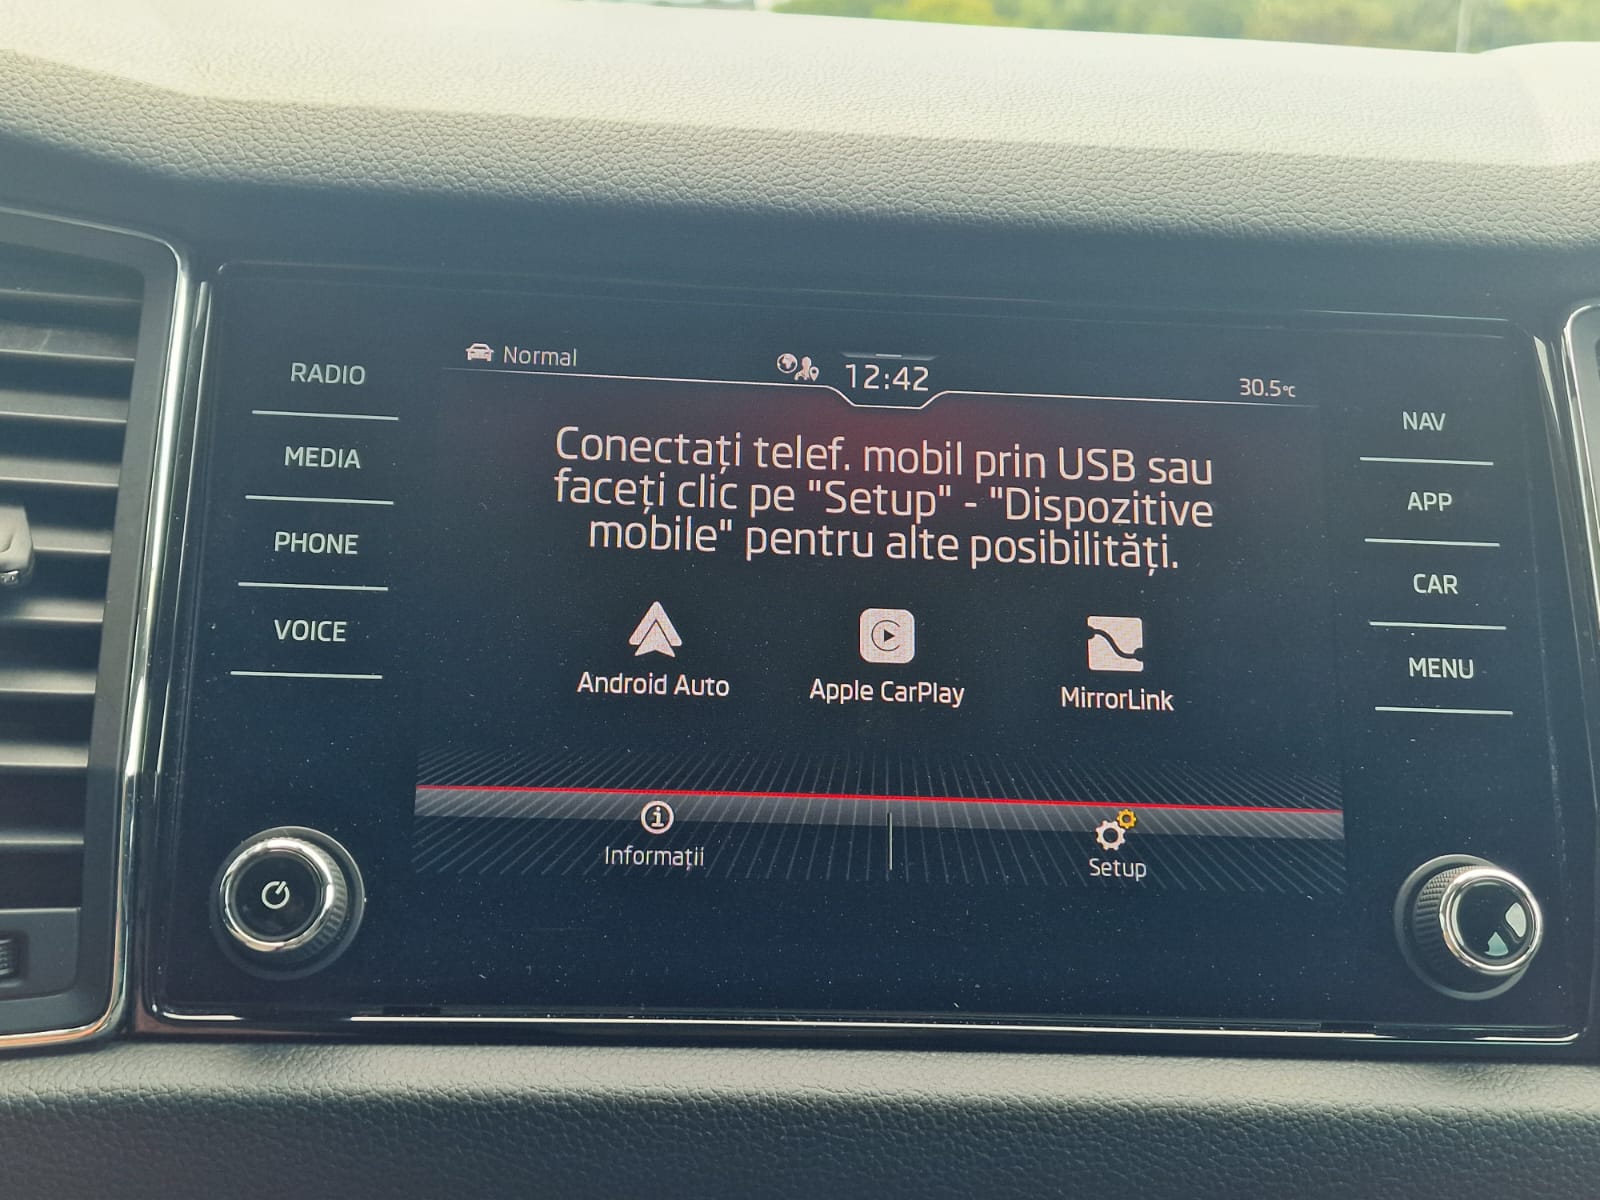 Normal
12:42
30.5°C
RADIO
MEDIA
PHONE
VOICE
NAV
APP
CAR
MENU
Conectați telef. mobil prin USB sau
faceți clic pe "Setup" - "Dispozitive
mobile" pentru alte posibilități.
Android Auto
Apple CarPlay
MirrorLink
Informații
Setup